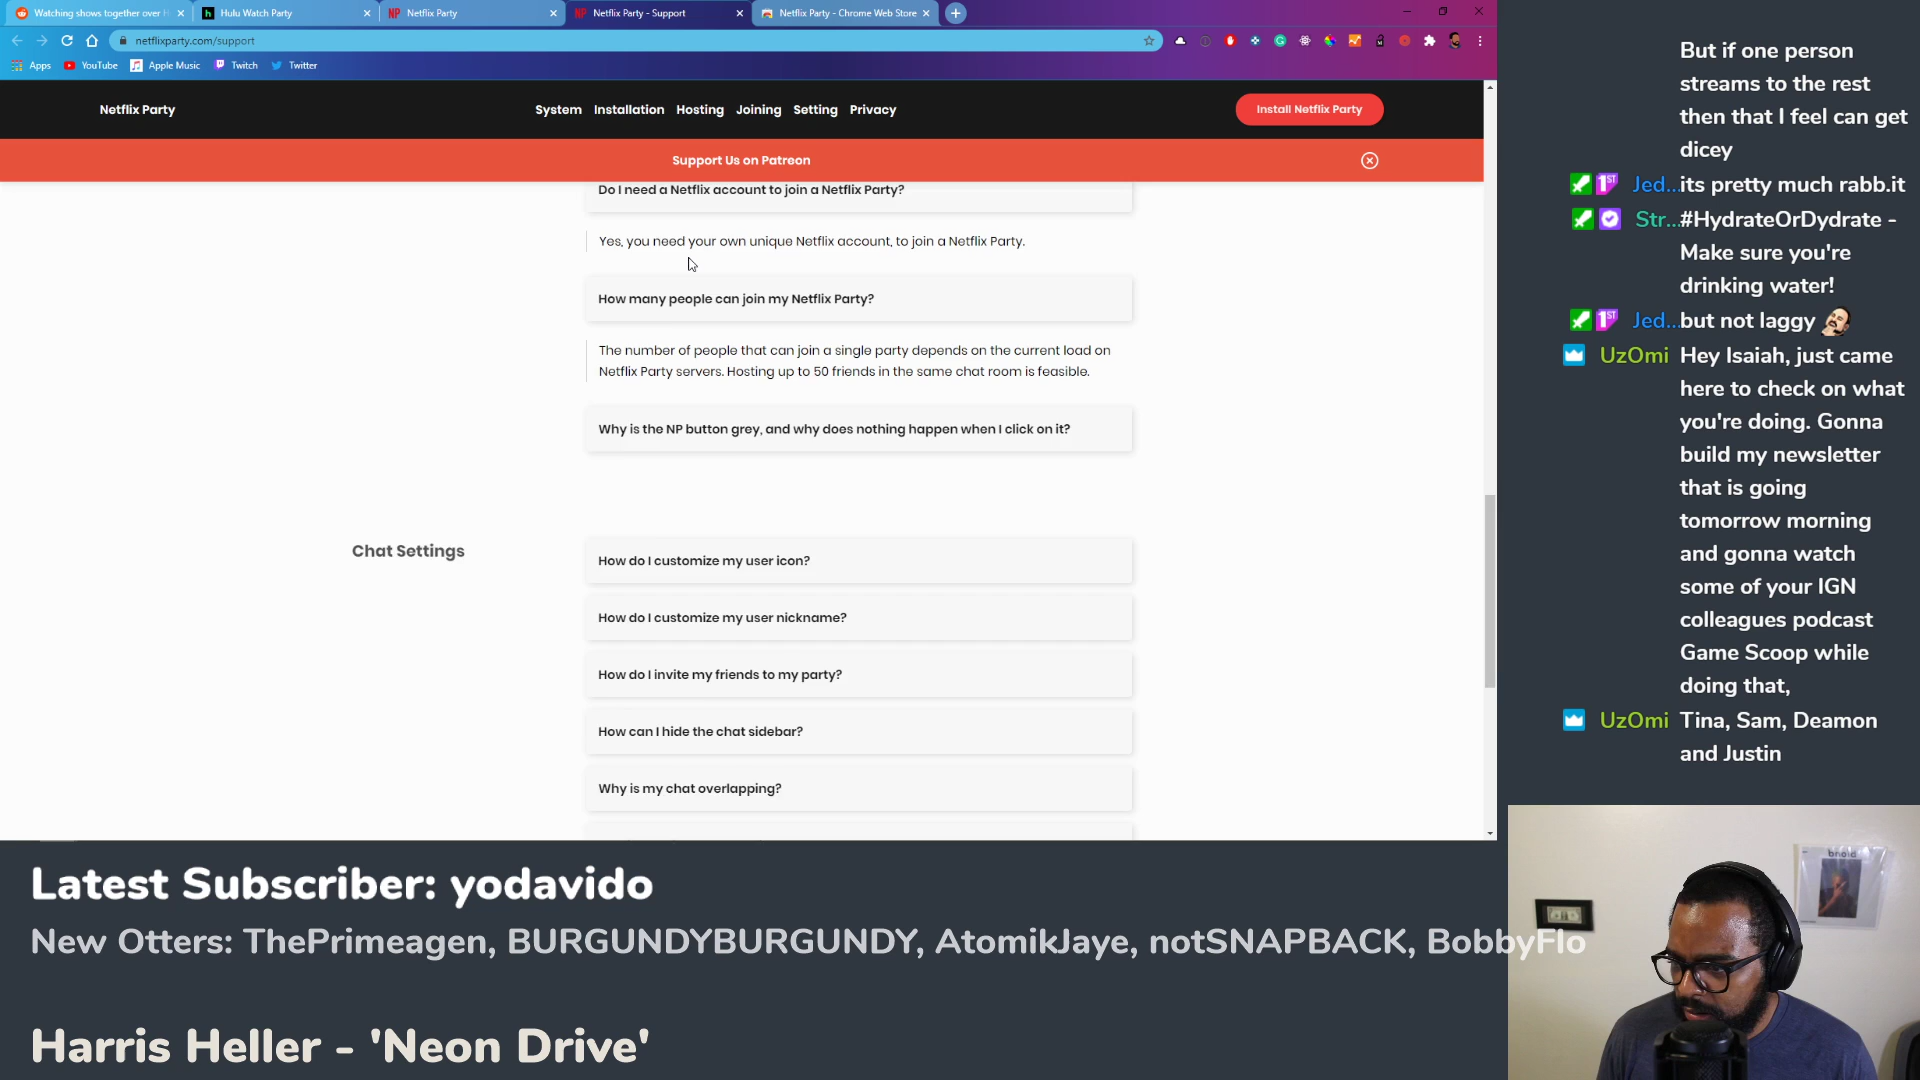 Watching shows together over H
Hulu Watch Party
Netflix Party
Netflix Party - Support
Netflix Party - Chrome Web Store
netflixparty.com/support
Apps
YouTube
Apple Music
Twitch
Twitter
Netflix Party
System
Installation
Hosting
Joining
Setting
Privacy
Install Netflix Party
Support Us on Patreon
Do I need a Netflix account to join a Netflix Party?
Yes, you need your own unique Netflix account, to join a Netflix Party.
How many people can join my Netflix Party?
The number of people that can join a single party depends on the current load on
Netflix Party servers. Hosting up to 50 friends in the same chat room is feasible.
Why is the NP button grey, and why does nothing happen when I click on it?
Chat Settings
How do I customize my user icon?
How do I customize my user nickname?
How do I invite my friends to my party?
How can I hide the chat sidebar?
Why is my chat overlapping?
But if one person
streams to the rest
then that I feel can get
dicey
Jed... its pretty much rabb.it
Str... #HydrateOrDydrate -
Make sure you're
drinking water!
Jed... but not laggy
UzOmi Hey Isaiah, just came
here to check on what
you're doing. Gonna
build my newsletter
that is going
tomorrow morning
and gonna watch
some of your IGN
colleagues podcast
Game Scoop while
doing that,
UzOmi Tina, Sam, Deamon
and Justin
Latest Subscriber: yodavido
New Otters: ThePrimeagen, BURGUNDYBURGUNDY, AtomikJaye, notSNAPBACK, BobbyFlo
Harris Heller - 'Neon Drive'